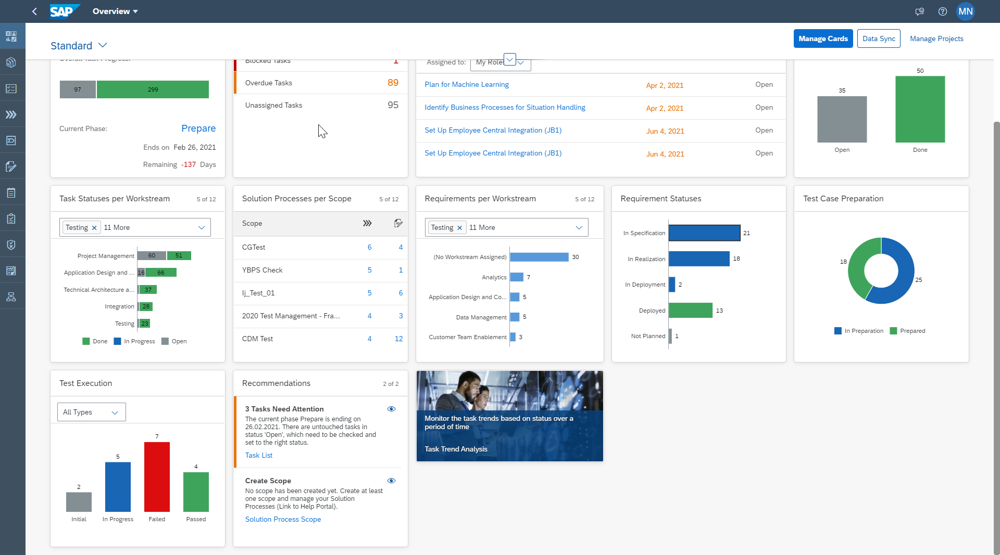 SAP
Overview
MN
Standard
Manage Cards
Data Sync
Manage Projects
Overall Task Progress:
97
299
Current Phase:
Prepare
Ends on Feb 26, 2021
Remaining -137 Days
Blocked Tasks 1
Overdue Tasks 89
Unassigned Tasks 95
Assigned to:
My Role:
Plan for Machine Learning Apr 2, 2021 Open
Identify Business Processes for Situation Handling Apr 2, 2021 Open
Set Up Employee Central Integration (JB1) Jun 4, 2021 Open
Set Up Employee Central Integration (JB1) Jun 4, 2021 Open
50
35
Open
Done
Task Statuses per Workstream 5 of 12
Testing 11 More
Project Management 60 51
Application Design and ... 16 66
Technical Architecture a... 37
Integration 28
Testing 23
Done In Progress Open
Solution Processes per Scope 5 of 12
Scope
CGTest 6 4
YBPS Check 5 1
Ij_Test_01 5 6
2020 Test Management - Fra... 4 3
CDM Test 4 12
Requirements per Workstream 5 of 12
Testing 11 More
(No Workstream Assigned) 30
Analytics 7
Application Design and Co... 5
Data Management 5
Customer Team Enablement 3
Requirement Statuses
In Specification 21
In Realization 18
In Deployment 2
Deployed 13
Not Planned 1
Test Case Preparation
18
25
In Preparation Prepared
Test Execution
All Types
7
5
4
2
Initial In Progress Failed Passed
Recommendations 2 of 2
3 Tasks Need Attention
The current phase Prepare is ending on
26.02.2021. There are untouched tasks in
status 'Open', which need to be checked and
set to the right status.
Task List
Create Scope
No scope has been created yet. Create at least
one scope and manage your Solution
Processes (Link to Help Portal).
Solution Process Scope
Monitor the task trends based on status over a
period of time
Task Trend Analysis